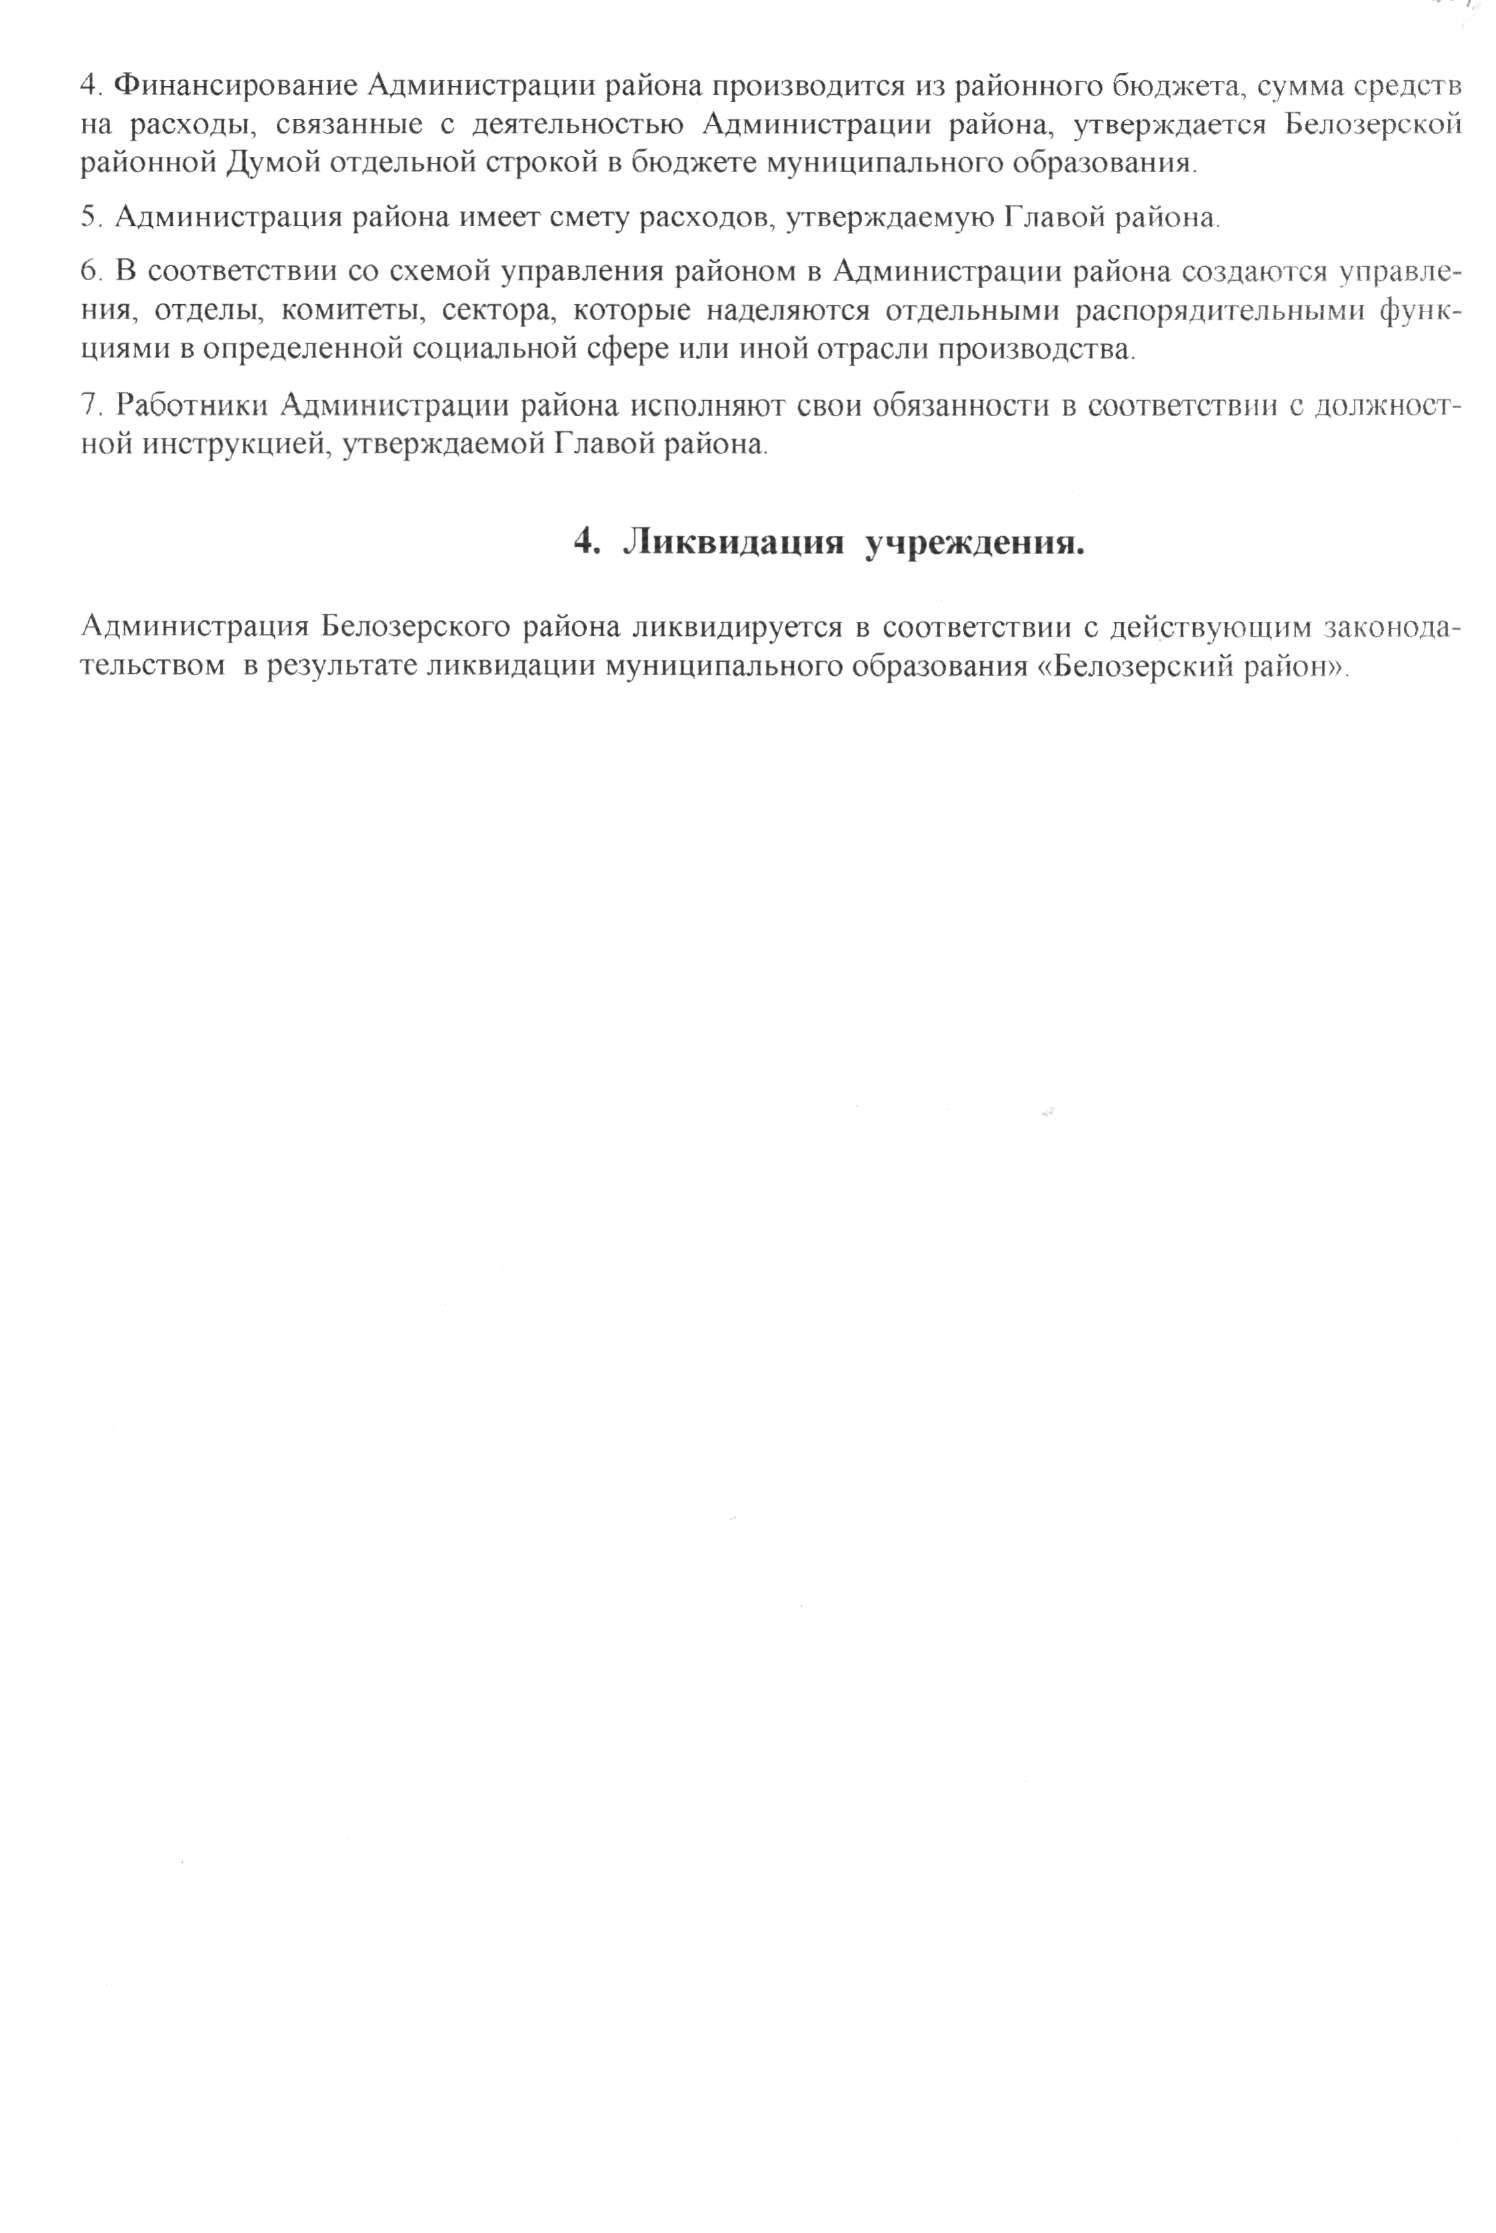 4. Финансирование Администрации района производится из районного бюджета, сумма средств
на расходы, связанные с деятельностью Администрации района, утверждается Белозерской
районной Думой отдельной строкой в бюджете муниципального образования.
5. Администрация района имеет смету расходов, утверждаемую Главой района.
6. В соответствии со схемой управления районом в Администрации района создаются управле-
ния, отделы, комитеты, сектора, которые наделяются отдельными распорядительными функ-
циями в определенной социальной сфере или иной отрасли производства.
7. Работники Администрации района исполняют свои обязанности в соответствии с должност-
ной инструкцией, утверждаемой Главой района.
4. Ликвидация учреждения.
Администрация Белозерского района ликвидируется в соответствии с действующим законода-
тельством в результате ликвидации муниципального образования «Белозерский район».